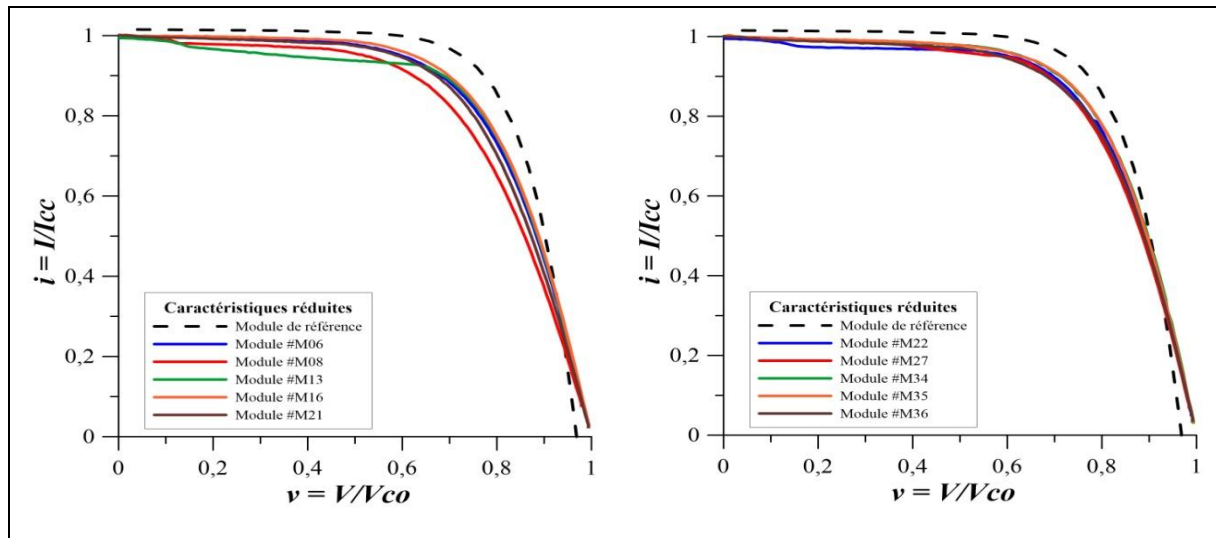 1
0,8
0,6
0,4
0,2
0
i = I/Icc
0
0,2
0,4
0,6
0,8
1
v = V/Vco
Caractéristiques réduites
Module de référence
Module #M06
Module #M08
Module #M13
Module #M16
Module #M21
1
0,8
0,6
0,4
0,2
0
i = I/Icc
0
0,2
0,4
0,6
0,8
1
v = V/Vco
Caractéristiques réduites
Module de référence
Module #M22
Module #M27
Module #M34
Module #M35
Module #M36